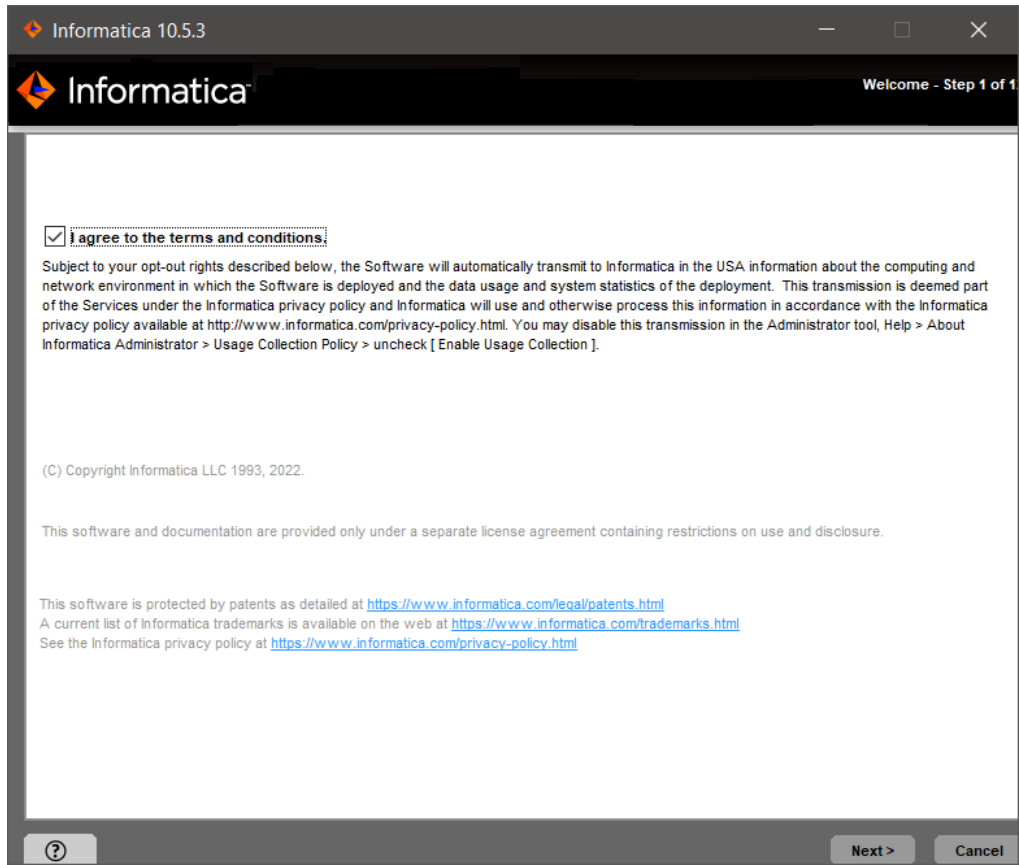 Informatica 10.5.3
Informatica
Welcome - Step 1 of 1
I agree to the terms and conditions.
Subject to your opt-out rights described below, the Software will automatically transmit to Informatica in the USA information about the computing and
network environment in which the Software is deployed and the data usage and system statistics of the deployment.  This transmission is deemed part
of the Services under the Informatica privacy policy and Informatica will use and otherwise process this information in accordance with the Informatica
privacy policy available at http://www.informatica.com/privacy-policy.html. You may disable this transmission in the Administrator tool, Help > About
Informatica Administrator > Usage Collection Policy > uncheck [ Enable Usage Collection ].
(C) Copyright Informatica LLC 1993, 2022.
This software and documentation are provided only under a separate license agreement containing restrictions on use and disclosure.
This software is protected by patents as detailed at https://www.informatica.com/legal/patents.html
A current list of Informatica trademarks is available on the web at https://www.informatica.com/trademarks.html
See the Informatica privacy policy at https://www.informatica.com/privacy-policy.html
?
Next >
Cancel